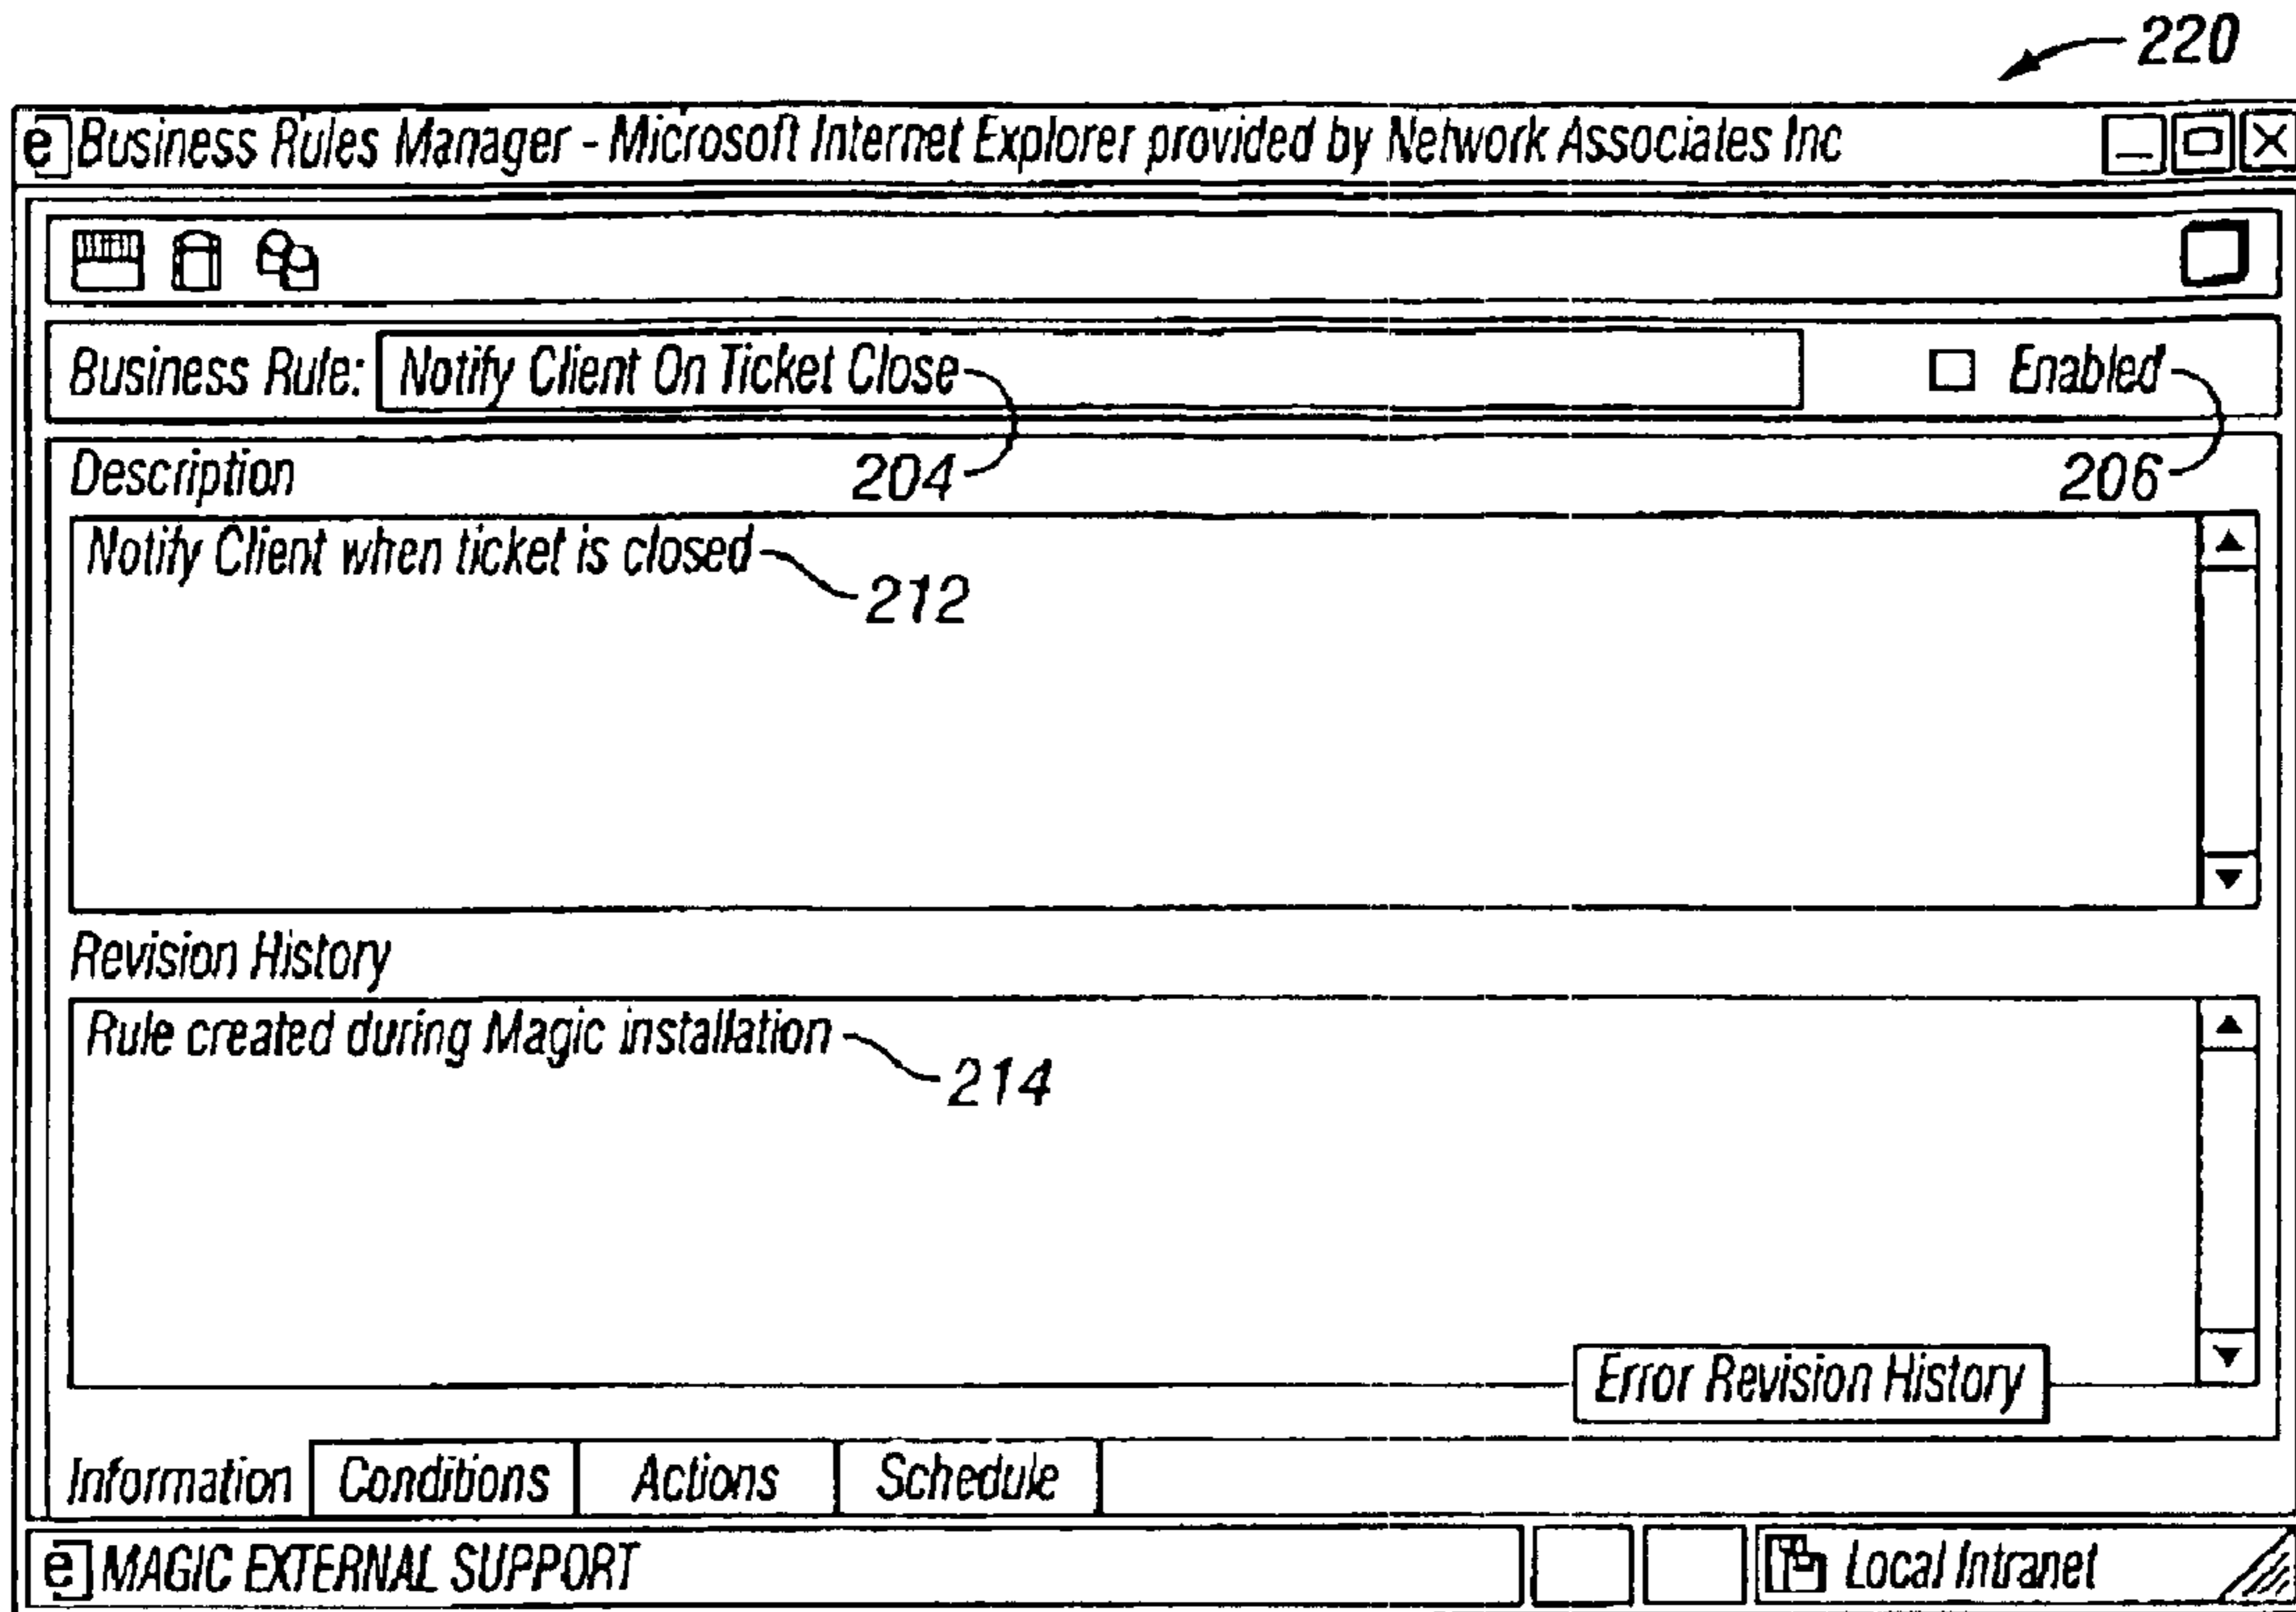 220
Business Rules Manager - Microsoft Internet Explorer provided by Network Associates Inc
Business Rule: Notify Client On Ticket Close Enabled
204 206
Description
Notify Client when ticket is closed
212
Revision History
Rule created during Magic installation
214
Error Revision History
Information Conditions Actions Schedule
MAGIC EXTERNAL SUPPORT Local Intranet